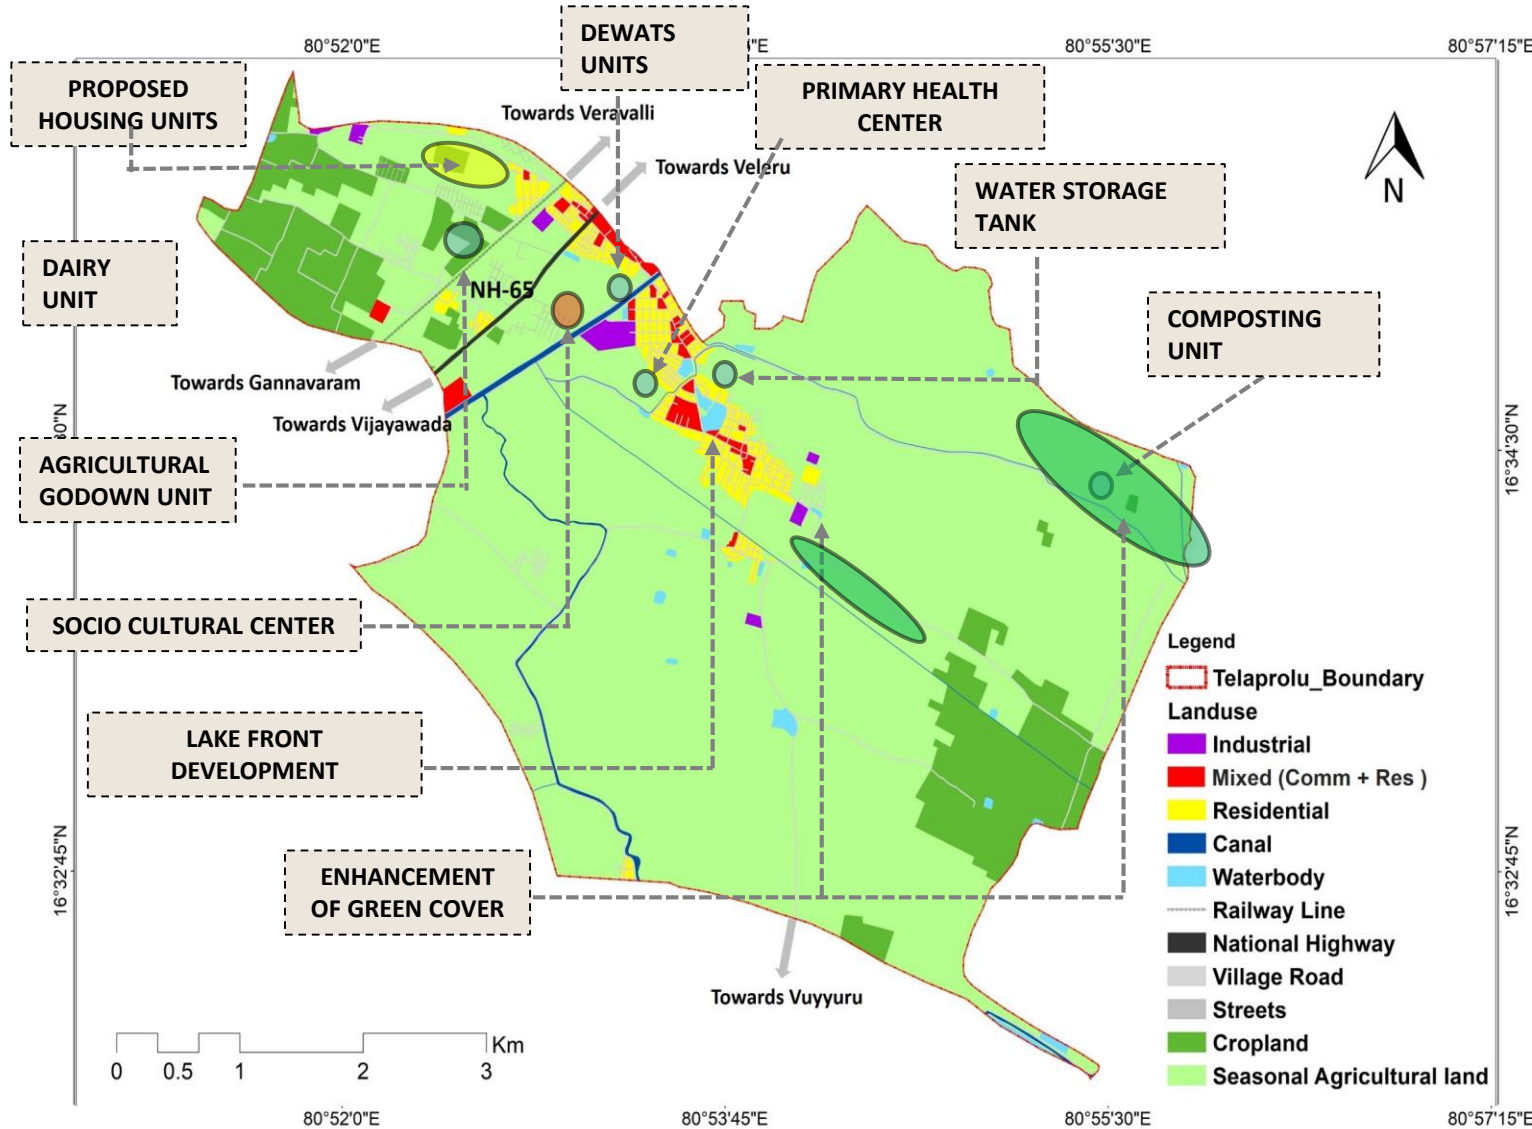 80°52'0"E
'E
80°55'30"E
80°57'15"E
DEWATS
UNITS
PROPOSED
HOUSING UNITS
PRIMARY HEALTH
CENTER
Towards Veravalli
Towards Veleru
WATER STORAGE
TANK
N
DAIRY
UNIT
NH-65
COMPOSTING
UNIT
Towards Gannavaram
Towards Vijayawada
30"N
16°34'30"N
AGRICULTURAL
GODOWN UNIT
SOCIO CULTURAL CENTER
LAKE FRONT
DEVELOPMENT
ENHANCEMENT
OF GREEN COVER
16°32'45"N
16°32'45"N
Towards Vuyyuru
Legend
Telaprolu_Boundary
Landuse
Industrial
Mixed (Comm + Res )
Residential
Canal
Waterbody
Railway Line
National Highway
Village Road
Streets
Cropland
Seasonal Agricultural land
Km
0 0.5 1 2 3
80°52'0"E
80°53'45"E
80°55'30"E
80°57'15"E